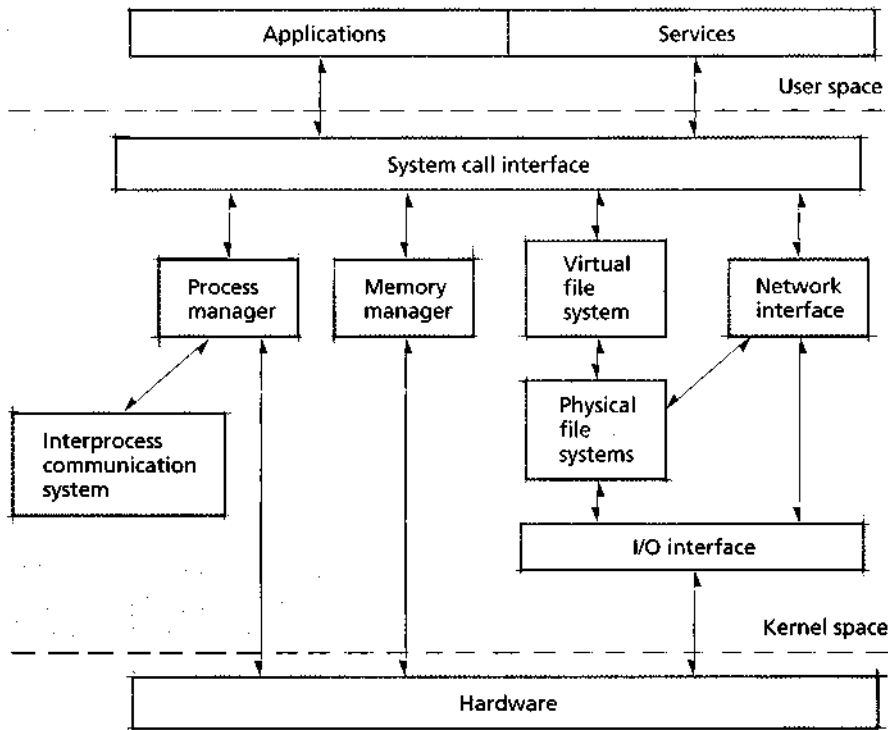 Applications
Services
User space
System call interface
Process
manager
Memory
manager
Virtual
file
system
Network
interface
Interprocess
communication
system
Physical
file
systems
I/O interface
Kernel space
Hardware